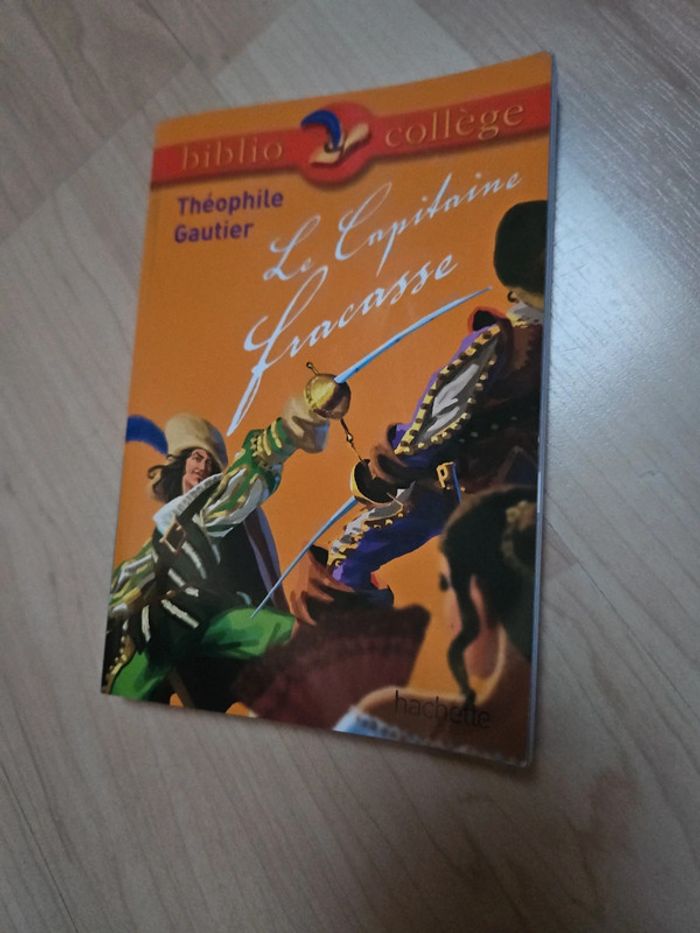 biblio collège
Théophile
Gautier
Le Capitaine
fracasse
hachette